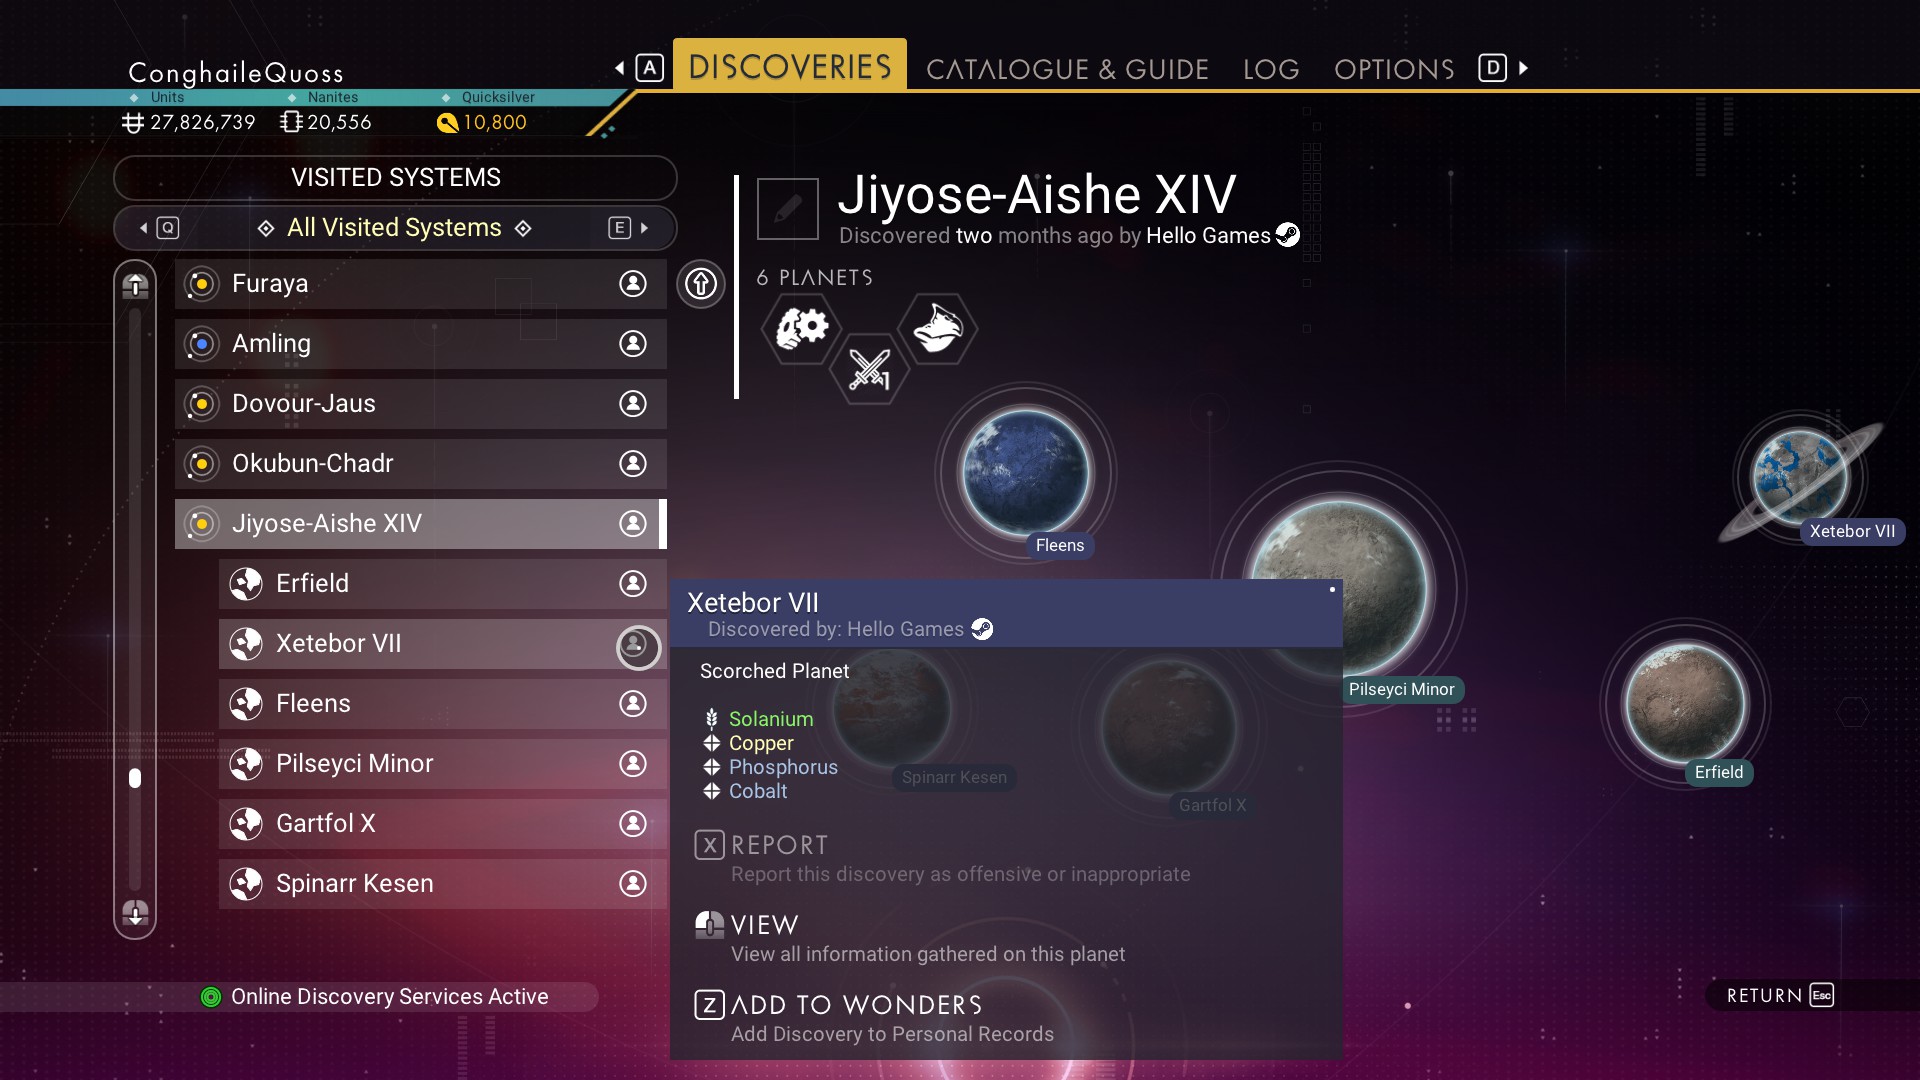 ConghaileQuoss
Units
Nanites
Quicksilver
27,826,739
20,556
10,800
A
DISCOVERIES
CATALOGUE & GUIDE
LOG
OPTIONS
D
VISITED SYSTEMS
Q
All Visited Systems
E
Furaya
Amling
Dovour-Jaus
Okubun-Chadr
Jiyose-Aishe XIV
Erfield
Xetebor VII
Fleens
Pilseyci Minor
Gartfol X
Spinarr Kesen
Online Discovery Services Active
Jiyose-Aishe XIV
Discovered two months ago by Hello Games
6 PLANETS
1
Fleens
Xetebor VII
Pilseyci Minor
Erfield
Spinarr Kesen
Gartfol X
Xetebor VII
Discovered by: Hello Games
Scorched Planet
Solanium
Copper
Phosphorus
Cobalt
X REPORT
Report this discovery as offensive or inappropriate
VIEW
View all information gathered on this planet
Z ADD TO WONDERS
Add Discovery to Personal Records
RETURN Esc